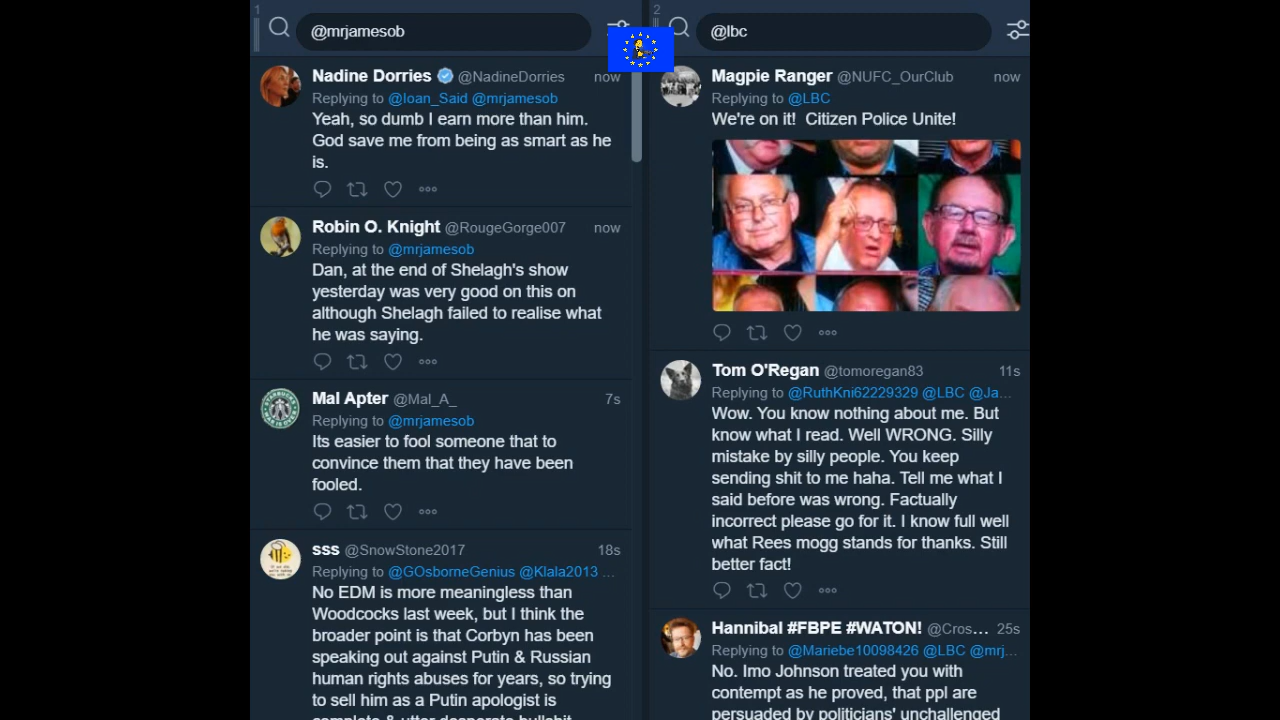 1
@mrjamesob
Nadine Dorries @NadineDorries now
Replying to @Ioan_Said @mrjamesob
Yeah, so dumb I earn more than him.
God save me from being as smart as he
is.
Robin O. Knight @RougeGorge007 now
Replying to @mrjamesob
Dan, at the end of Shelagh's show
yesterday was very good on this on
although Shelagh failed to realise what
he was saying.
Mal Apter @Mal_A_ 7s
Replying to @mrjamesob
Its easier to fool someone that to
convince them that they have been
fooled.
sss @SnowStone2017 18s
Replying to @GOsborneGenius @Klala2013 ...
No EDM is more meaningless than
Woodcocks last week, but I think the
broader point is that Corbyn has been
speaking out against Putin & Russian
human rights abuses for years, so trying
to sell him as a Putin apologist is
complete & utter desperate bullshit
2
@lbc
Magpie Ranger @NUFC_OurClub now
Replying to @LBC
We're on it! Citizen Police Unite!
Tom O'Regan @tomoregan83 11s
Replying to @RuthKni62229329 @LBC @Ja...
Wow. You know nothing about me. But
know what I read. Well WRONG. Silly
mistake by silly people. You keep
sending shit to me haha. Tell me what I
said before was wrong. Factually
incorrect please go for it. I know full well
what Rees mogg stands for thanks. Still
better fact!
Hannibal #FBPE #WATON! @Cros... 25s
Replying to @Mariebe10098426 @LBC @mrj...
No. Imo Johnson treated you with
contempt as he proved, that ppl are
persuaded by politicians' unchallenged